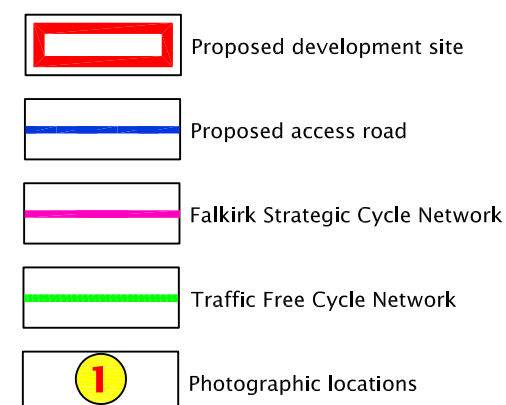 Proposed development site
Proposed access road
Falkirk Strategic Cycle Network
Traffic Free Cycle Network
1 Photographic locations